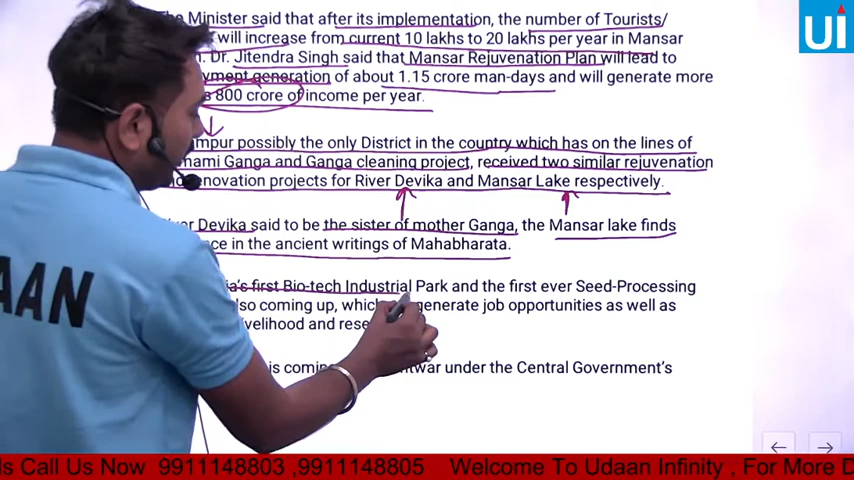 The Minister said that after its implementation, the number of Tourists/
will increase from current 10 lakhs to 20 lakhs per year in Mansar
Dr. Jitendra Singh said that Mansar Rejuvenation Plan will lead to
generation of about 1.15 crore man-days and will generate more
800 crore of income per year.
possibly the only District in the country which has on the lines of
Ganga and Ganga cleaning project, received two similar rejuvenation
renovation projects for River Devika and Mansar Lake respectively.
Devika said to be the sister of mother Ganga, the Mansar lake finds
in the ancient writings of Mahabharata.
first Bio-tech Industrial Park and the first ever Seed-Processing
also coming up, which generate job opportunities as well as
and
is under the Central Government's
UI
UDAAN
Us Call Us Now 9911148803 ,9911148805 Welcome To Udaan Infinity , For More